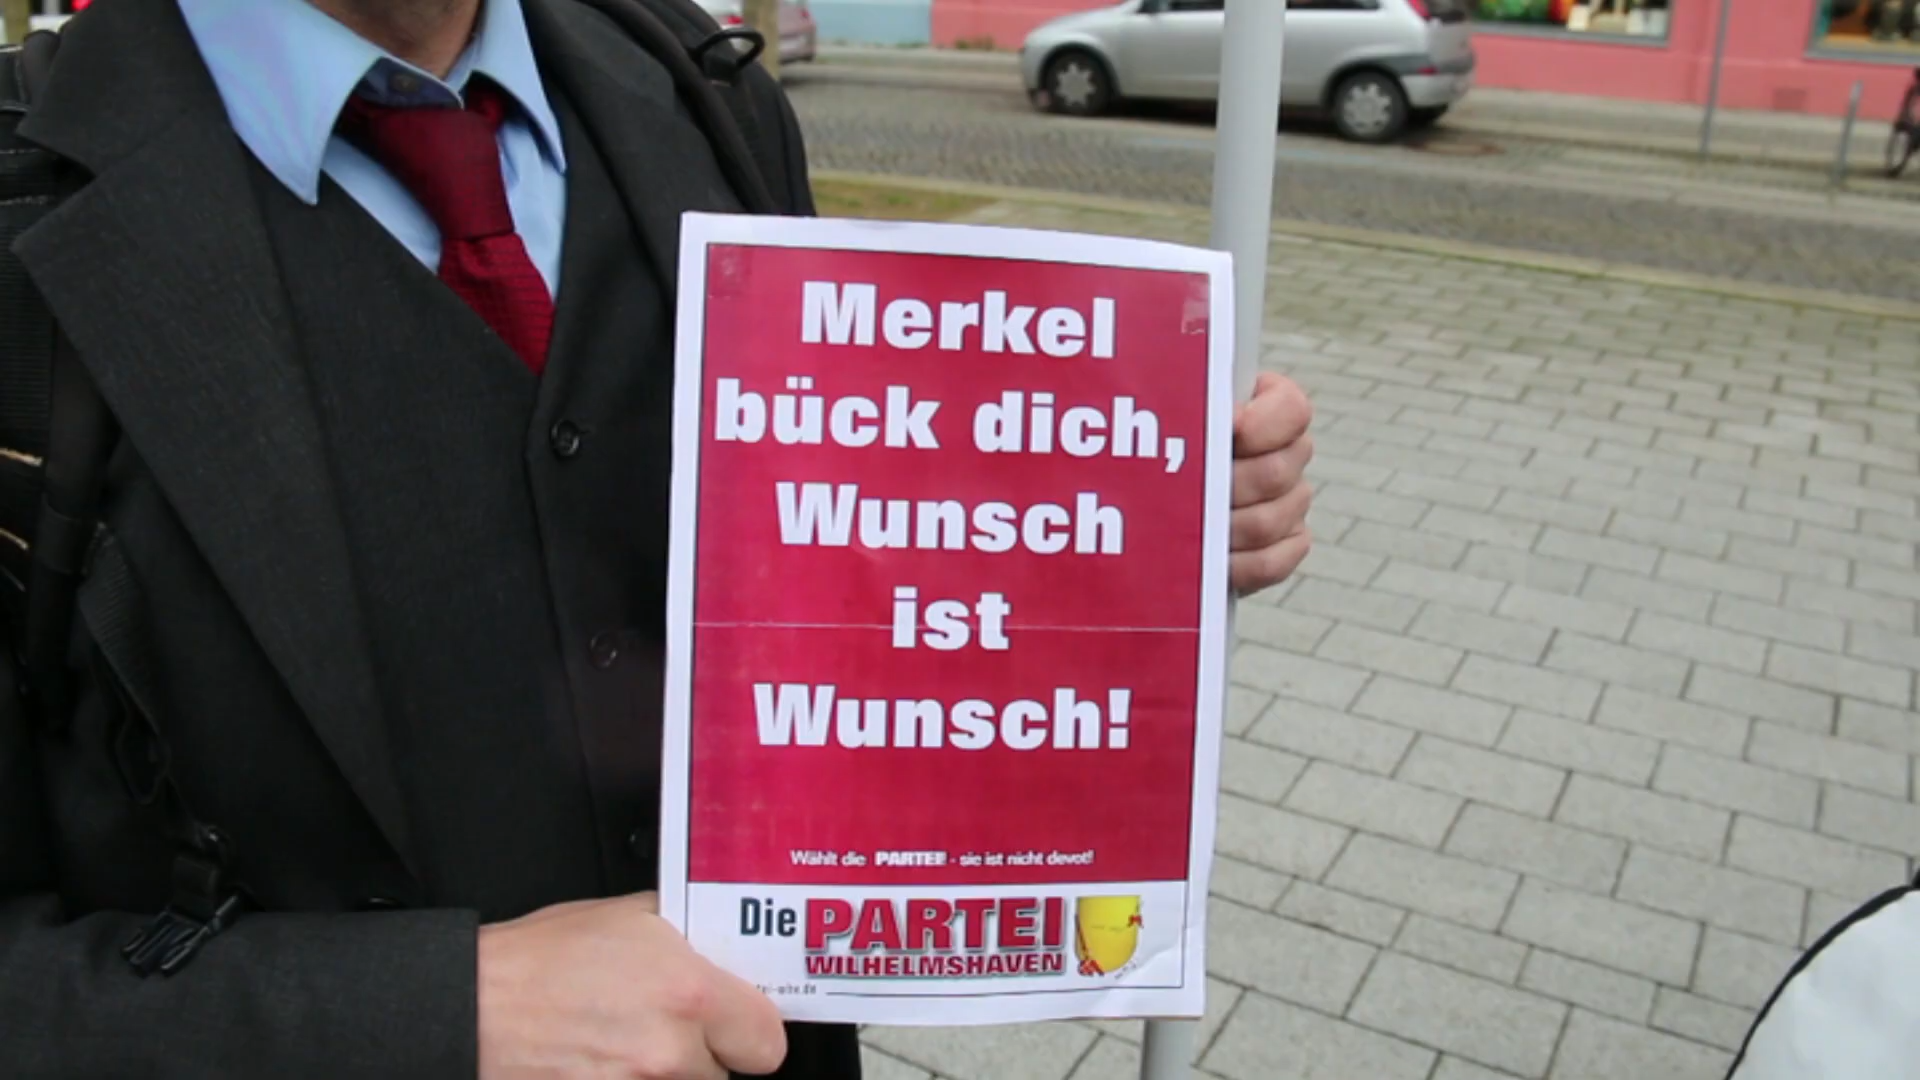 Merkel
bück dich,
Wunsch
ist
Wunsch!
Wählt die PARTEI! - sie ist nicht devot!
Die PARTEI
WILHELMSHAVEN